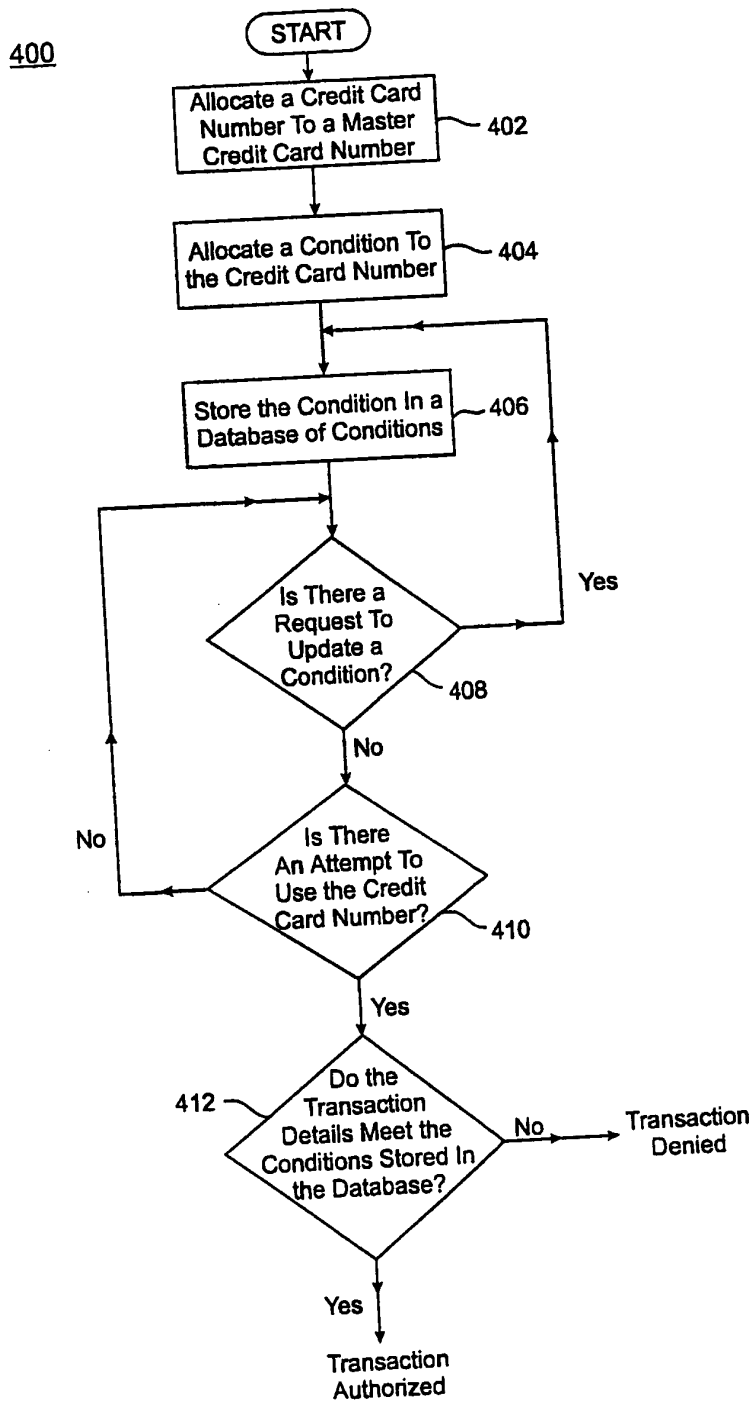 400
START
Allocate a Credit Card
Number To a Master
Credit Card Number
402
Allocate a Condition To
the Credit Card Number
404
Store the Condition In a
Database of Conditions
406
Is There a
Request To
Update a
Condition?
408
Yes
No
Is There
An Attempt To
Use the Credit
Card Number?
410
No
Yes
412
Do the
Transaction
Details Meet the
Conditions Stored In
the Database?
No
Transaction
Denied
Yes
Transaction
Authorized